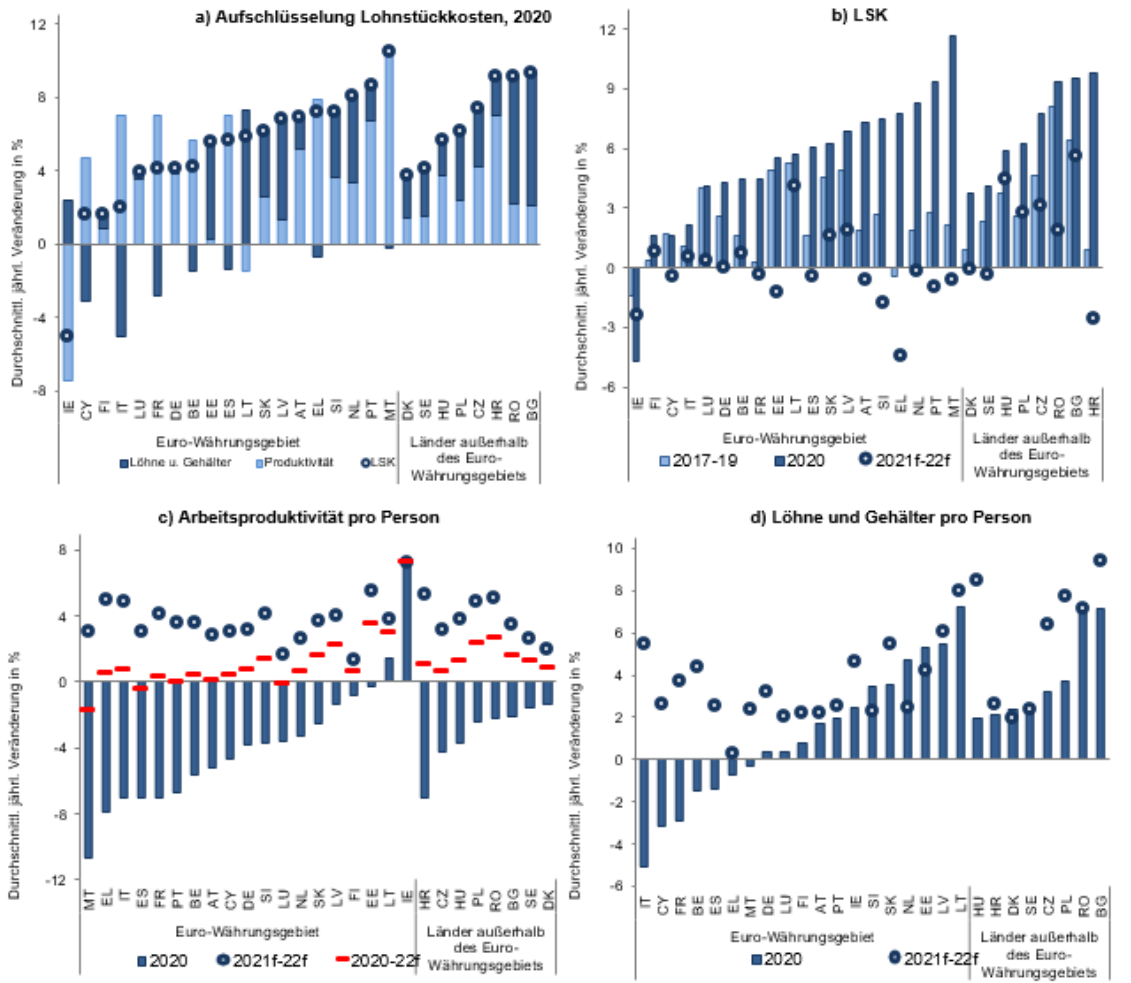 a) Aufschlüsselung Lohnstückkosten, 2020
Durchschnittl. jährl. Veränderung in %
12
8
4
0
-4
-8
IE CY FI IT LU FR DE BE EE ES LT SK LV AT EL SI NL PT MT DK SE HU PL CZ HR RO BG
Euro-Währungsgebiet
Länder außerhalb
des Euro-
Währungsgebiets
Löhne u. Gehälter
Produktivität
LSK
b) LSK
Durchschnittl. jährl. Veränderung in %
12
9
6
3
0
-3
-6
IE FI CY IT LU DE BE FR EE LT ES SK LV AT SI EL NL PT MT DK SE HU PL CZ RO BG HR
Euro-Währungsgebiet
Länder außerhalb
des Euro-
Währungsgebiets
2017-19
2020
2021f-22f
c) Arbeitsproduktivität pro Person
Durchschnittl. jährl. Veränderung in %
8
4
0
-4
-8
-12
MT EL IT ES FR PT BE AT CY DE SI LU NL SK LV FI EE LT IE HR CZ HU PL RO BG SE DK
Euro-Währungsgebiet
Länder außerhalb
des Euro-
Währungsgebiets
2020
2021f-22f
2020-22f
d) Löhne und Gehälter pro Person
Durchschnittl. jährl. Veränderung in %
10
8
6
4
2
0
-2
-4
-6
IT CY FR BE ES EL MT DE LU FI AT PT IE SI SK NL EE LV LT HU HR DK SE CZ PL RO BG
Euro-Währungsgebiet
Länder außerhalb
des Euro-
Währungsgebiets
2020
2021f-22f